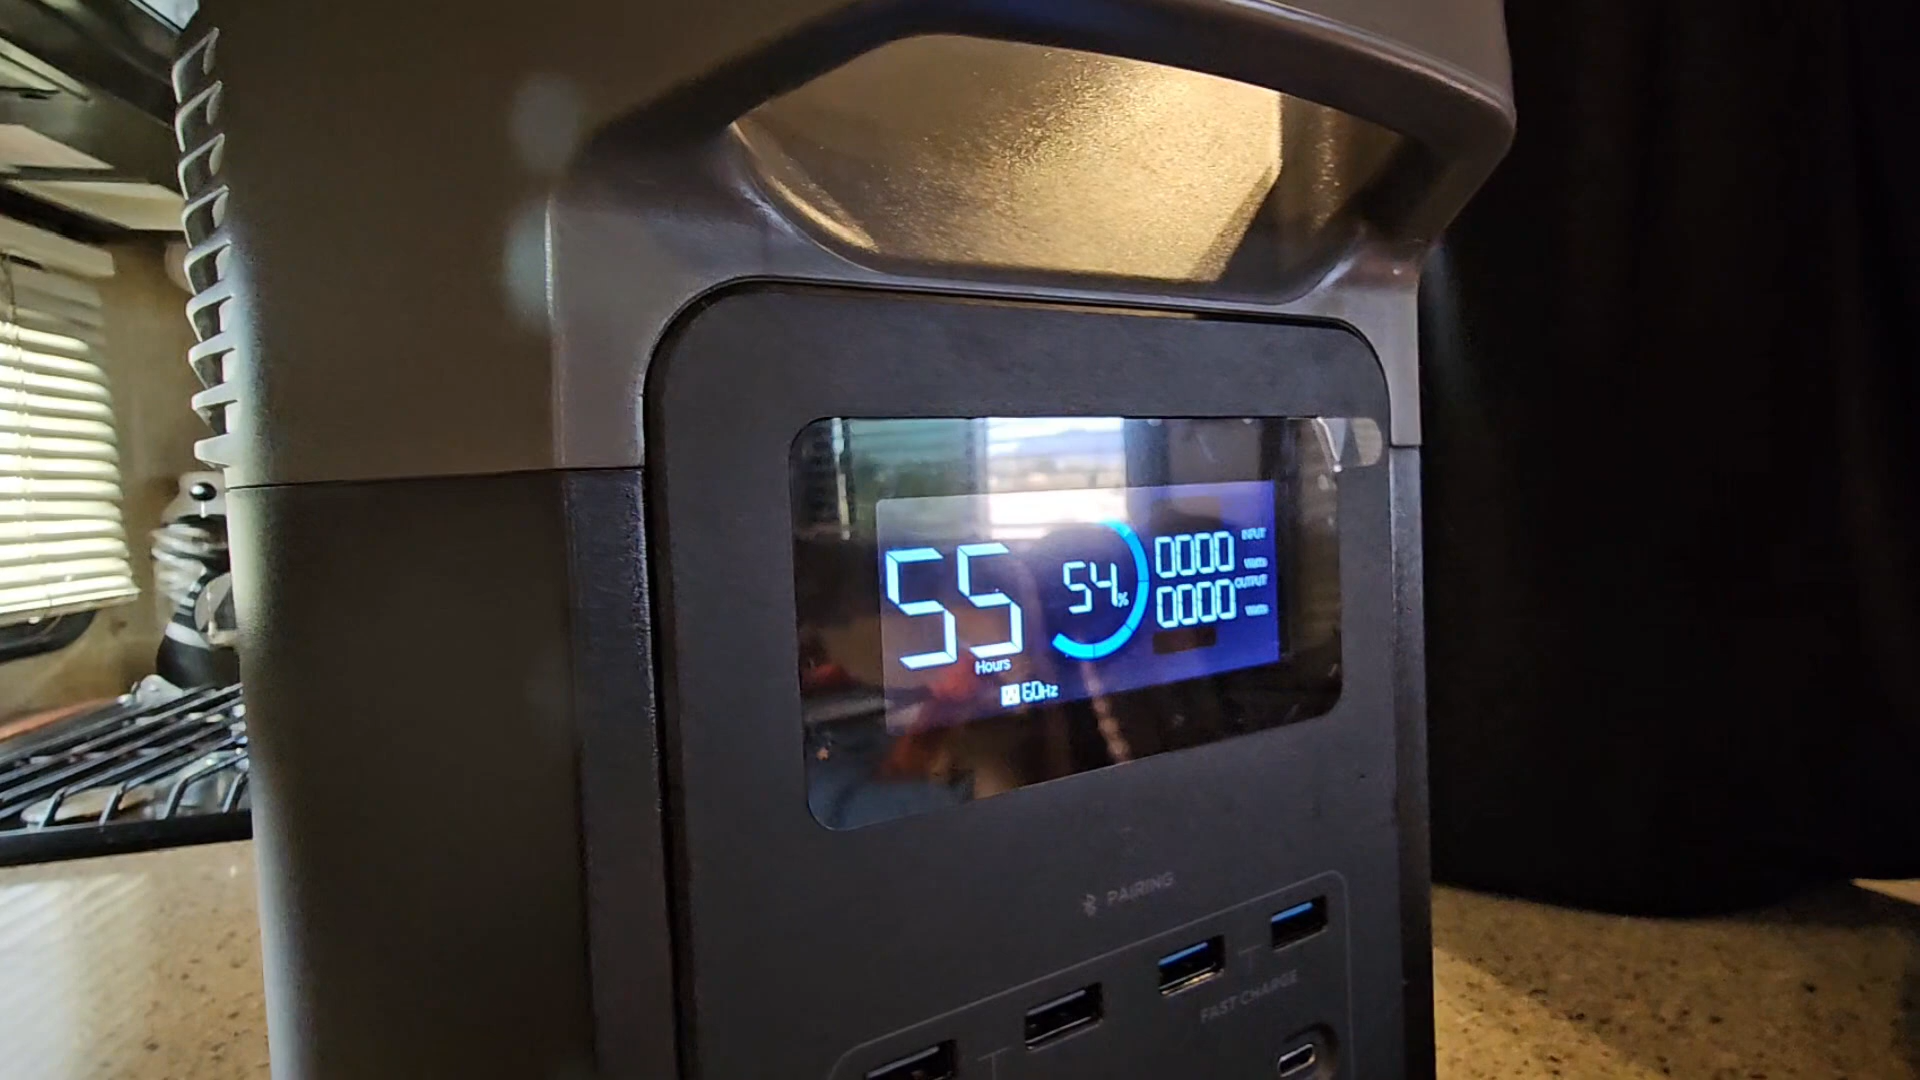 55
Hours
60Hz
54%
0000 INPUT
Watts
0000 OUTPUT
Watts
PAIRING
FAST CHARGE